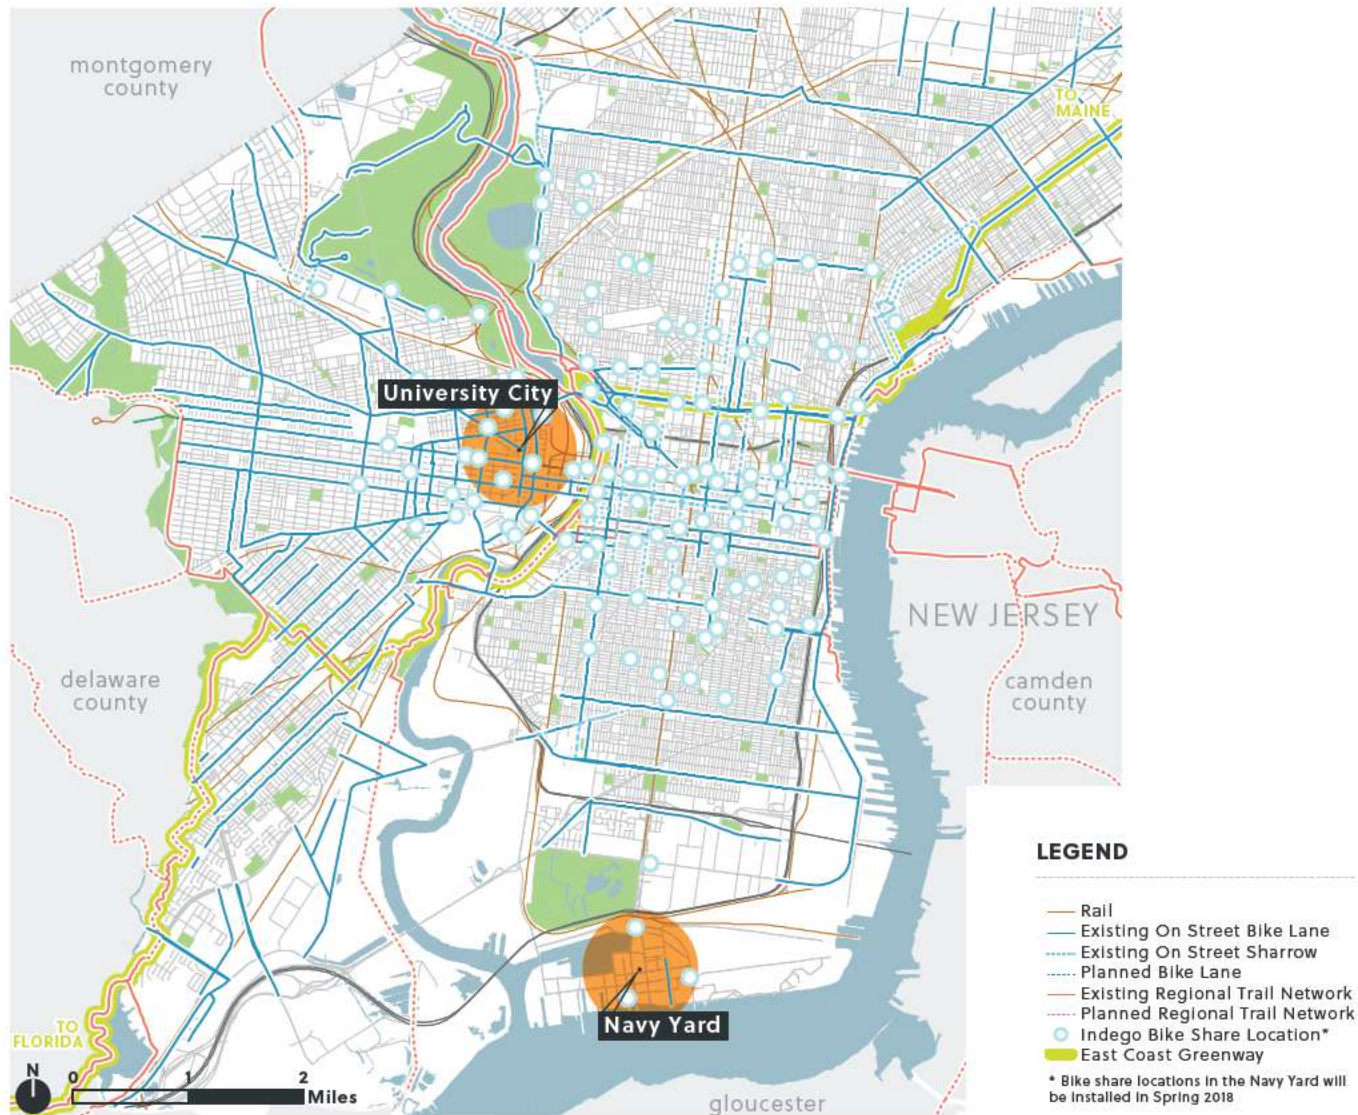 montgomery
county
TO
MAINE
University City
NEW JERSEY
delaware
county
camden
county
LEGEND
Rail
Existing On Street Bike Lane
Existing On Street Sharrow
Planned Bike Lane
Existing Regional Trail Network
Planned Regional Trail Network
Indego Bike Share Location*
East Coast Greenway
* Bike share locations in the Navy Yard will
be installed in Spring 2018
Navy Yard
TO
FLORIDA
N
0 1 2
Miles
gloucester